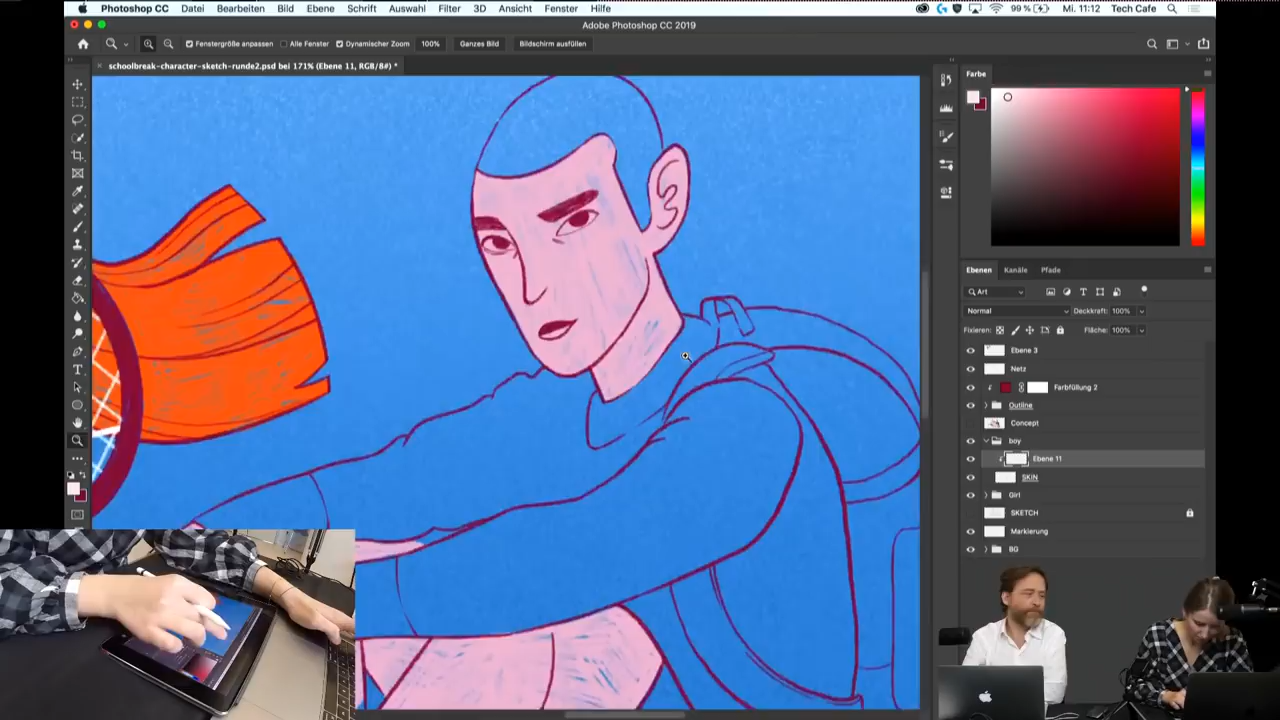 Photoshop CC Datei Bearbeiten Bild Ebene Schrift Auswahl Filter 3D Ansicht Fenster Hilfe 99 % Mi. 11:12 Tech Cafe
Adobe Photoshop CC 2019
Fenstergröße anpassen Alle Fenster Dynamischer Zoom 100% Ganzes Bild Bildschirm ausfüllen
schoolbreak-character-sketch-runde2.psd bei 171% (Ebene 11, RGB/8#) *
Farbe
Ebenen Kanäle Pfade
Art
Normal Deckkraft: 100%
Fixieren: Fläche: 100%
Ebene 3
Netz
Farbfüllung 2
Outline
Concept
boy
Ebene 11
SKIN
Girl
SKETCH
Markierung
BG